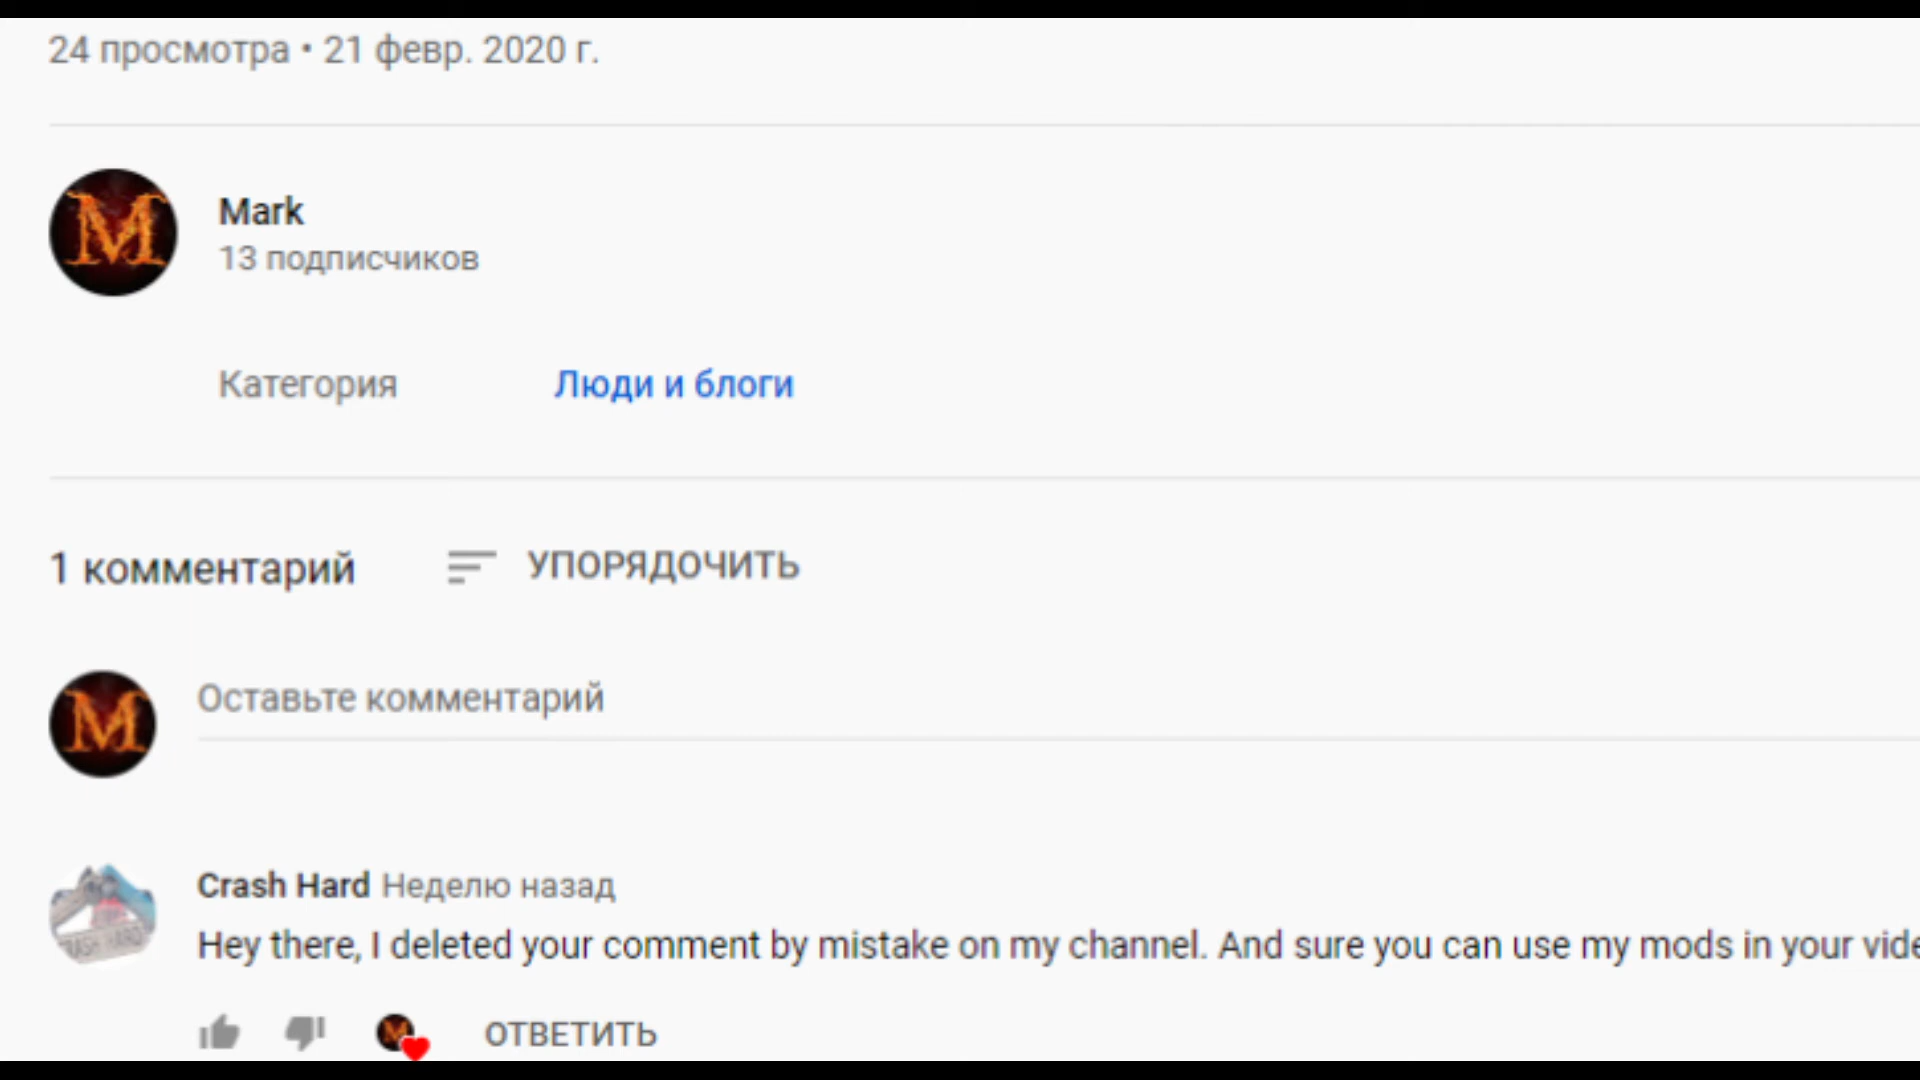 24 просмотра • 21 февр. 2020 г.
M
Mark
13 подписчиков
Категория Люди и блоги
1 комментарий УПОРЯДОЧИТЬ
M
Оставьте комментарий
Crash Hard Неделю назад
Hey there, I deleted your comment by mistake on my channel. And sure you can use my mods in your
M
ОТВЕТИТЬ